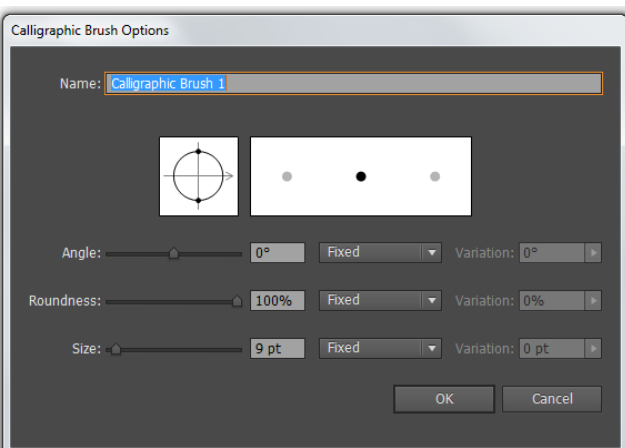 Calligraphic Brush Options
Name: Calligraphic Brush 1
Angle: 0° Fixed Variation: 0°
Roundness: 100% Fixed Variation: 0%
Size: 9 pt Fixed Variation: 0 pt
OK Cancel